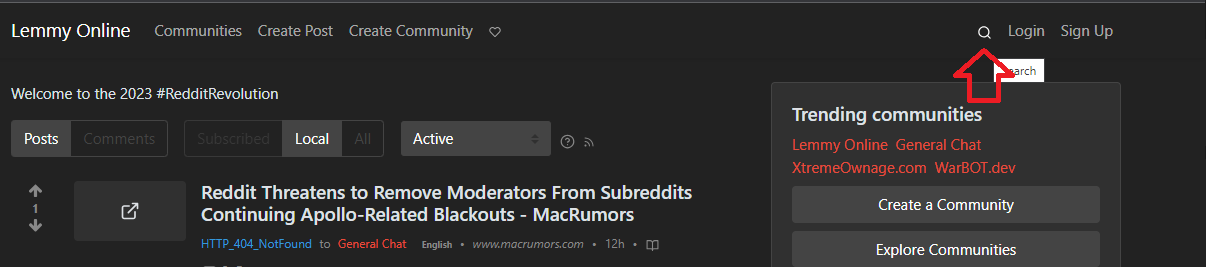 Lemmy Online Communities Create Post Create Community Login Sign Up
Welcome to the 2023 #RedditRevolution
Posts Comments Subscribed Local All Active
Reddit Threatens to Remove Moderators From Subreddits
Continuing Apollo-Related Blackouts - MacRumors
1
HTTP_404_NotFound to General Chat English • www.macrumors.com • 12h •
Trending communities
Lemmy Online General Chat
XtremeOwnage.com WarBOT.dev
Create a Community
Explore Communities